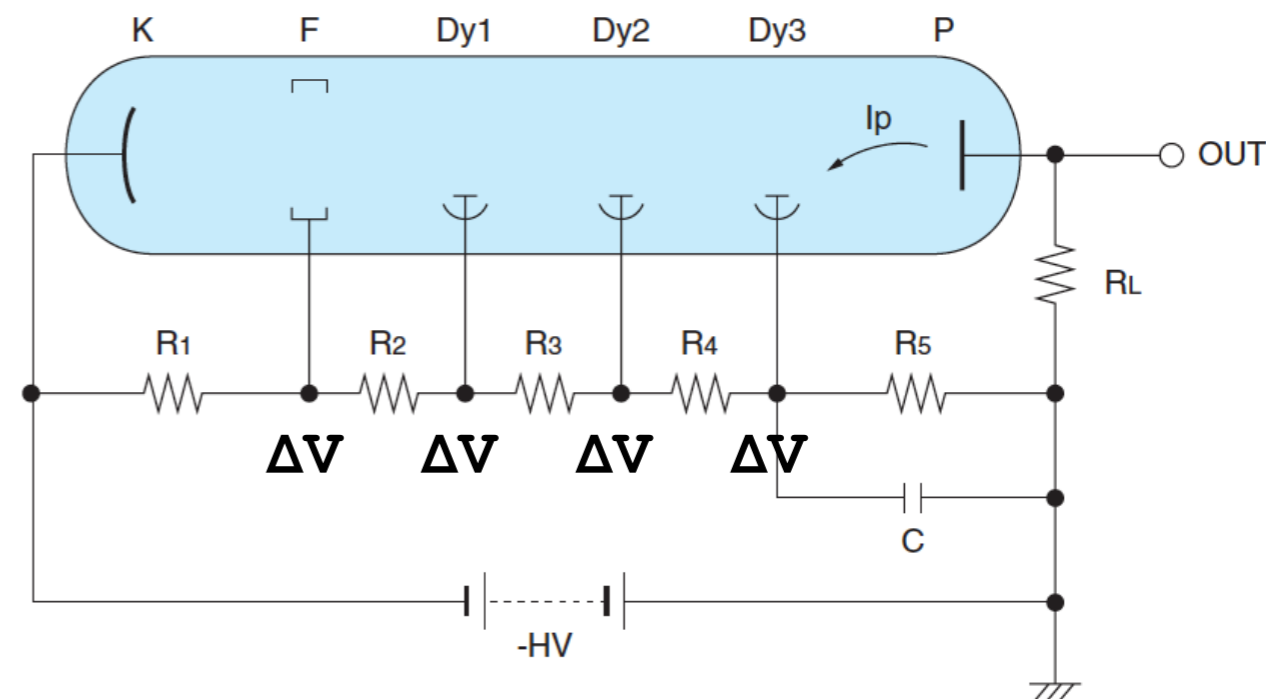 K F Dy1 Dy2 Dy3 P
Ip
OUT
RL
R1 R2 R3 R4 R5
ΔV ΔV ΔV ΔV
C
-HV